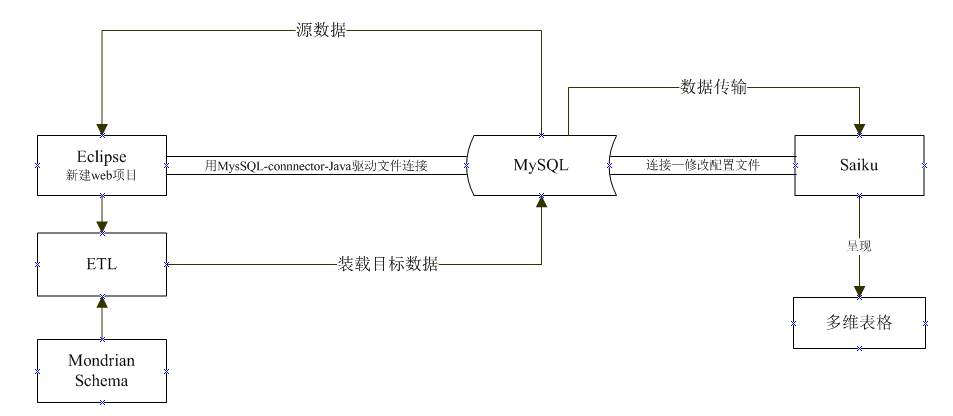 源数据
数据传输
Eclipse
新建web项目
用MysSQL-connnector-Java驱动文件连接
MySQL
连接—修改配置文件
Saiku
呈现
ETL
装载目标数据
多维表格
Mondrian
Schema